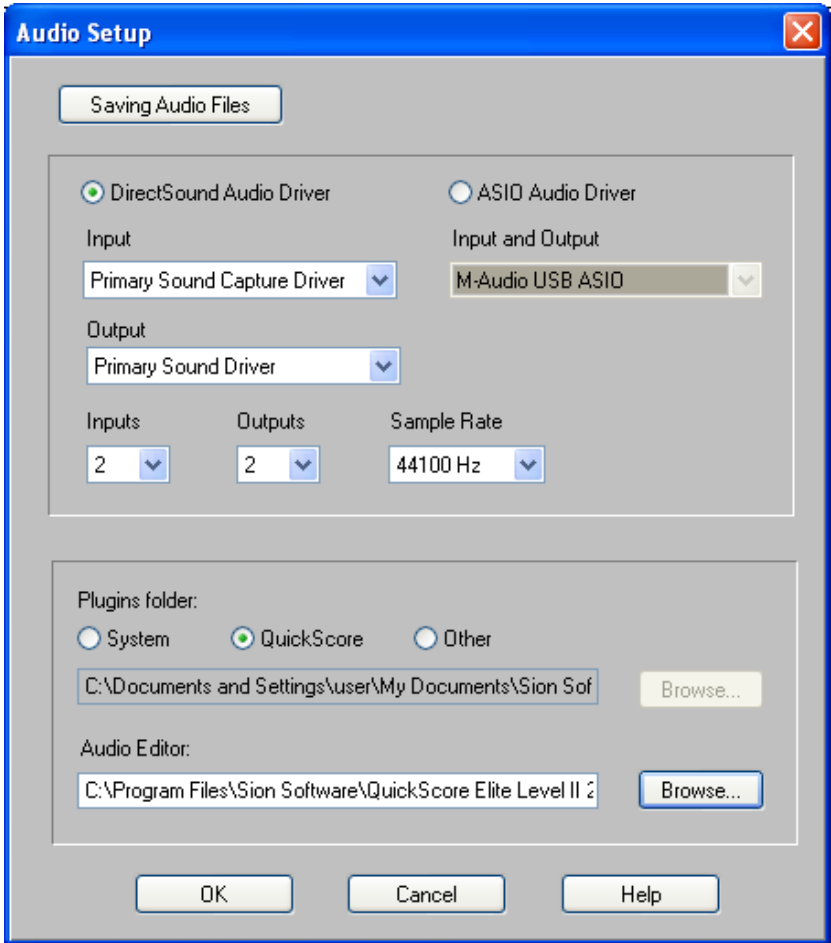 Audio Setup
Saving Audio Files
DirectSound Audio Driver
ASIO Audio Driver
Input
Input and Output
Primary Sound Capture Driver
M-Audio USB ASIO
Output
Primary Sound Driver
Inputs
Outputs
Sample Rate
2
2
44100 Hz
Plugins folder:
System
QuickScore
Other
C:\Documents and Settings\user\My Documents\Sion Sof
Browse...
Audio Editor:
C:\Program Files\Sion Software\QuickScore Elite Level II 2
Browse...
OK
Cancel
Help